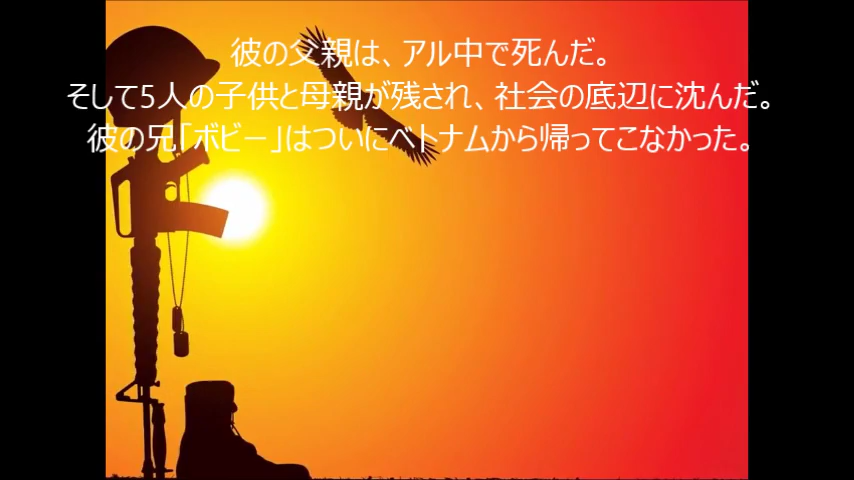 彼の父親は、アル中で死んだ。
そして5人の子供と母親が残され、社会の底辺に沈んだ。
彼の兄「ボビー」はついにベトナムから帰ってこなかった。